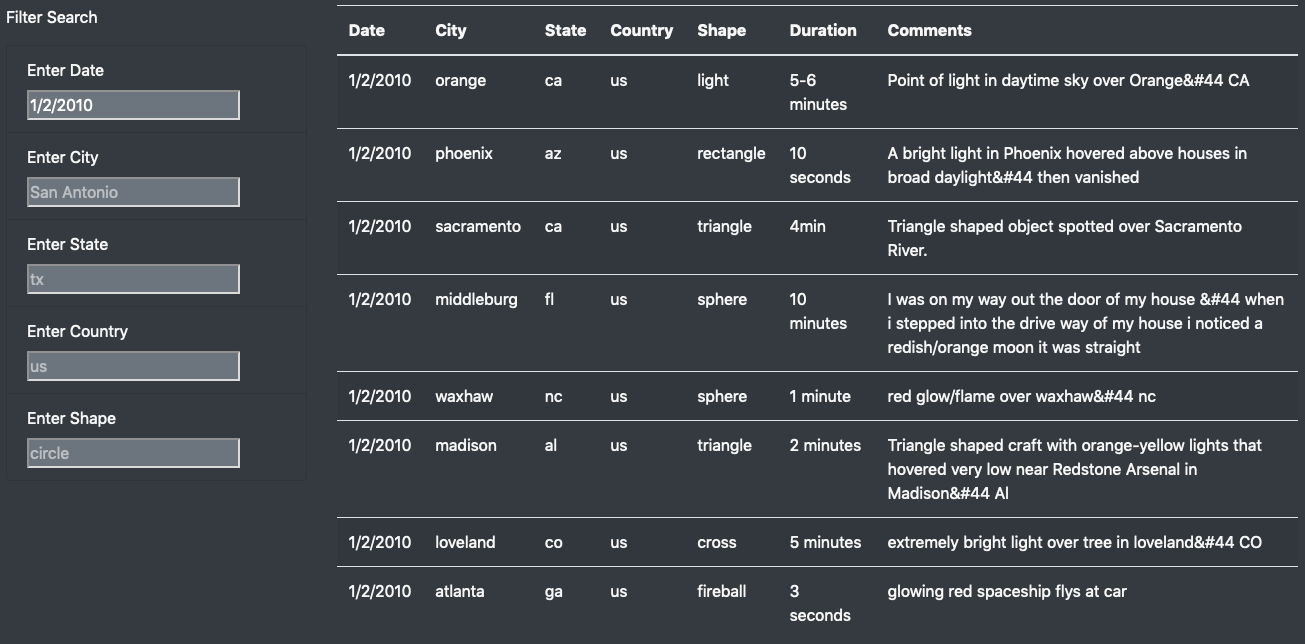 Filter Search
Enter Date
1/2/2010
Enter City
San Antonio
Enter State
tx
Enter Country
us
Enter Shape
circle
Date City State Country Shape Duration Comments
1/2/2010 orange ca us light 5-6 Point of light in daytime sky over Orange&#44 CA
minutes
1/2/2010 phoenix az us rectangle 10 A bright light in Phoenix hovered above houses in
seconds broad daylight&#44 then vanished
1/2/2010 sacramento ca us triangle 4min Triangle shaped object spotted over Sacramento
River.
1/2/2010 middleburg fl us sphere 10 I was on my way out the door of my house &#44 when
minutes i stepped into the drive way of my house i noticed a
redish/orange moon it was straight
1/2/2010 waxhaw nc us sphere 1 minute red glow/flame over waxhaw&#44 nc
1/2/2010 madison al us triangle 2 minutes Triangle shaped craft with orange-yellow lights that
hovered very low near Redstone Arsenal in
Madison&#44 Al
1/2/2010 loveland co us cross 5 minutes extremely bright light over tree in loveland&#44 CO
1/2/2010 atlanta ga us fireball 3 glowing red spaceship flys at car
seconds